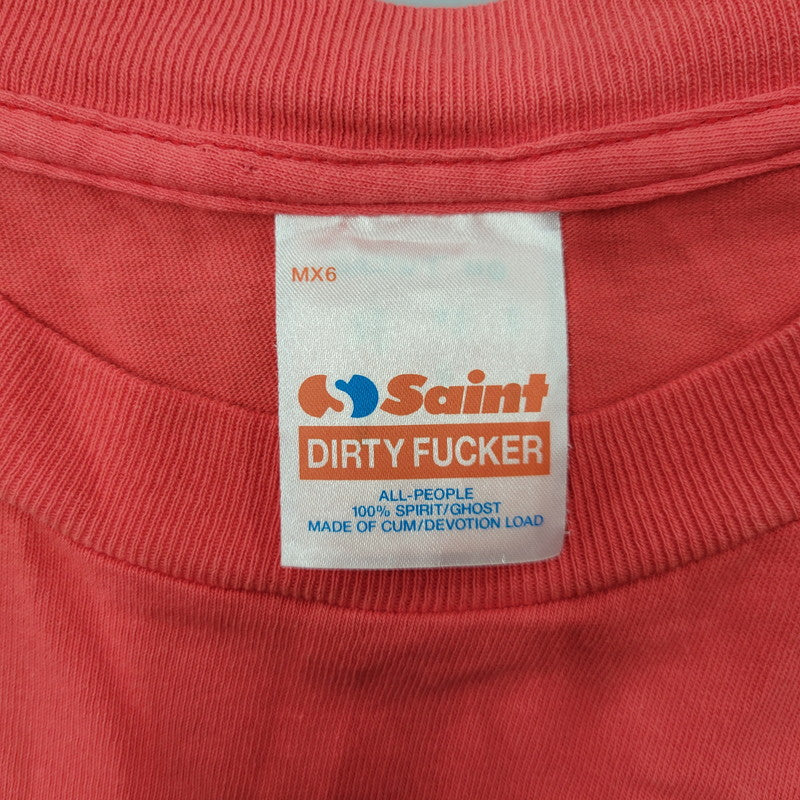 MX6
Saint
DIRTY FUCKER
ALL-PEOPLE
100% SPIRIT/GHOST
MADE OF CUM/DEVOTION LOAD